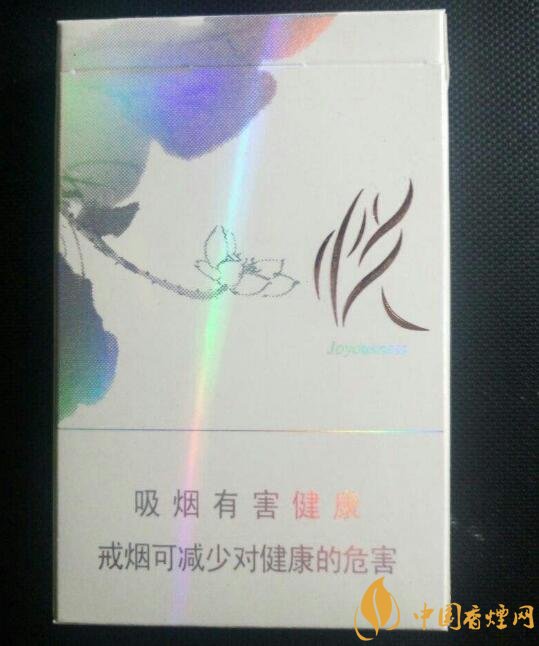 悦
Joyousness
吸烟有害健康
戒烟可减少对健康的危害
中国香烟网